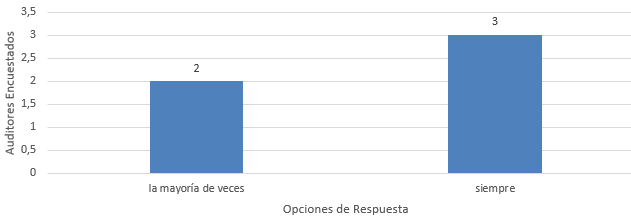 3,5
3
2,5
2
1,5
1
0,5
0
Auditores Encuestados
2
3
la mayoría de veces
siempre
Opciones de Respuesta